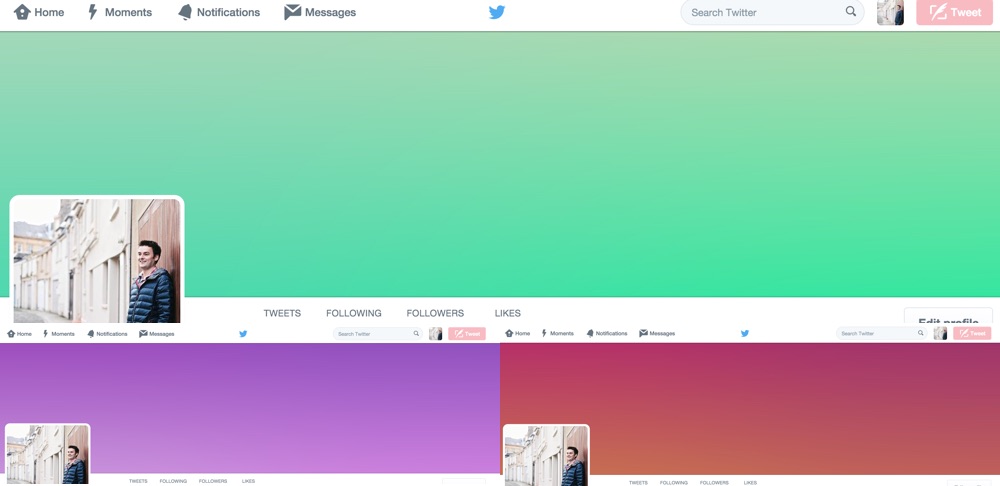 Home Moments Notifications Messages Search Twitter Tweet
TWEETS FOLLOWING FOLLOWERS LIKES Edit profile
Home Moments Notifications Messages Search Twitter Tweet
TWEETS FOLLOWING FOLLOWERS LIKES
Home Moments Notifications Messages Search Twitter Tweet
TWEETS FOLLOWING FOLLOWERS LIKES